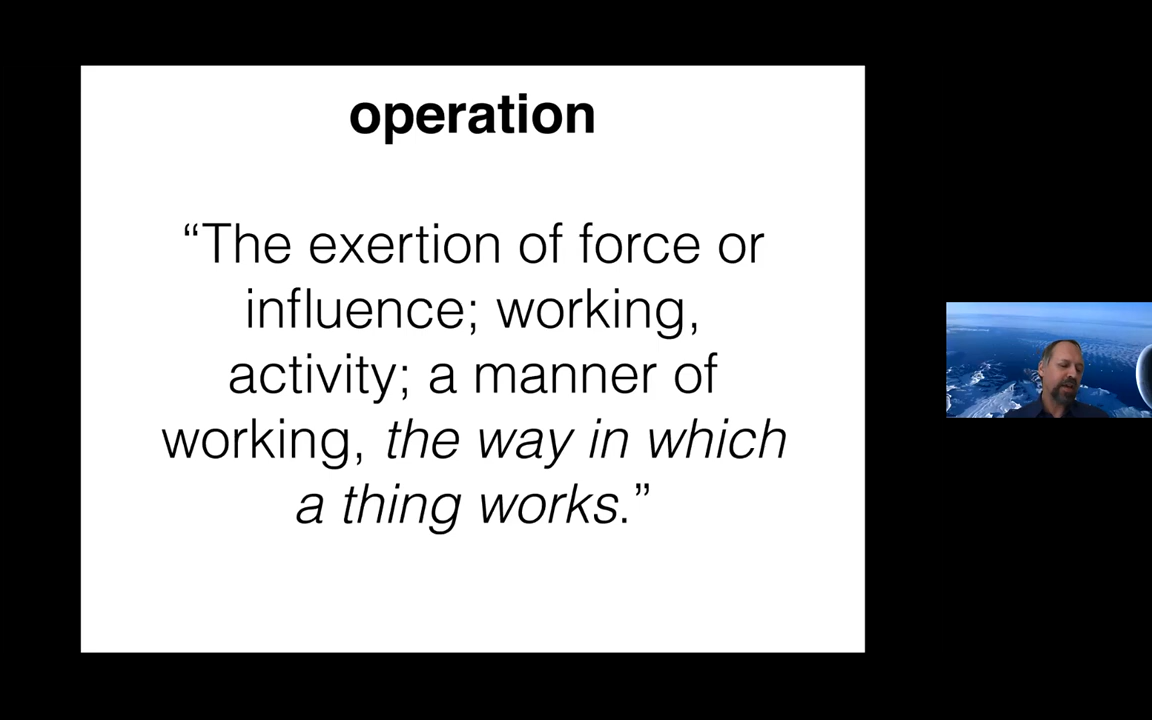 operation
“The exertion of force or
influence; working,
activity; a manner of
working, the way in which
a thing works.”